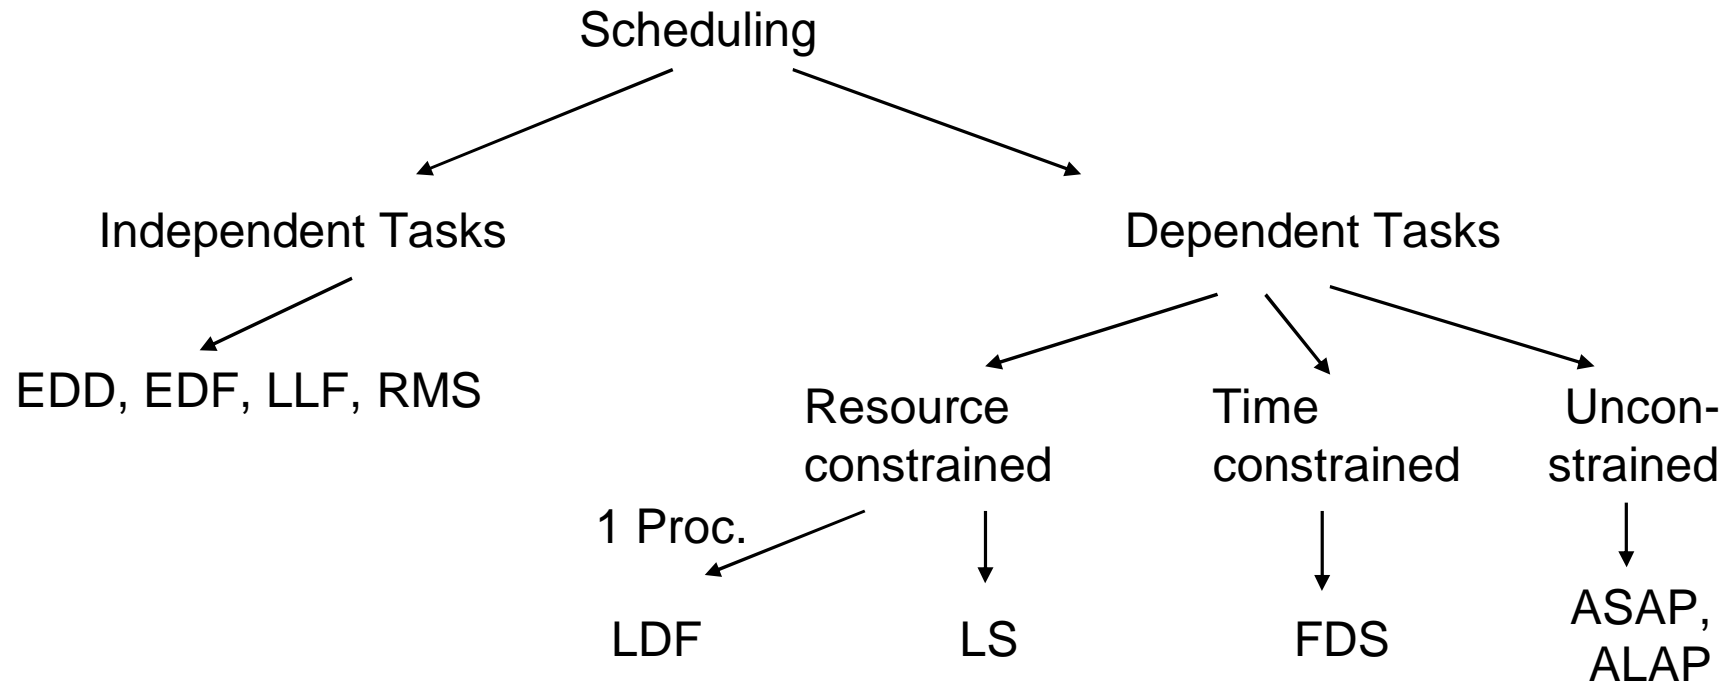 Scheduling
Independent Tasks
Dependent Tasks
EDD, EDF, LLF, RMS
Resource
constrained
Time
constrained
Uncon-
strained
1 Proc.
LDF
LS
FDS
ASAP,
ALAP